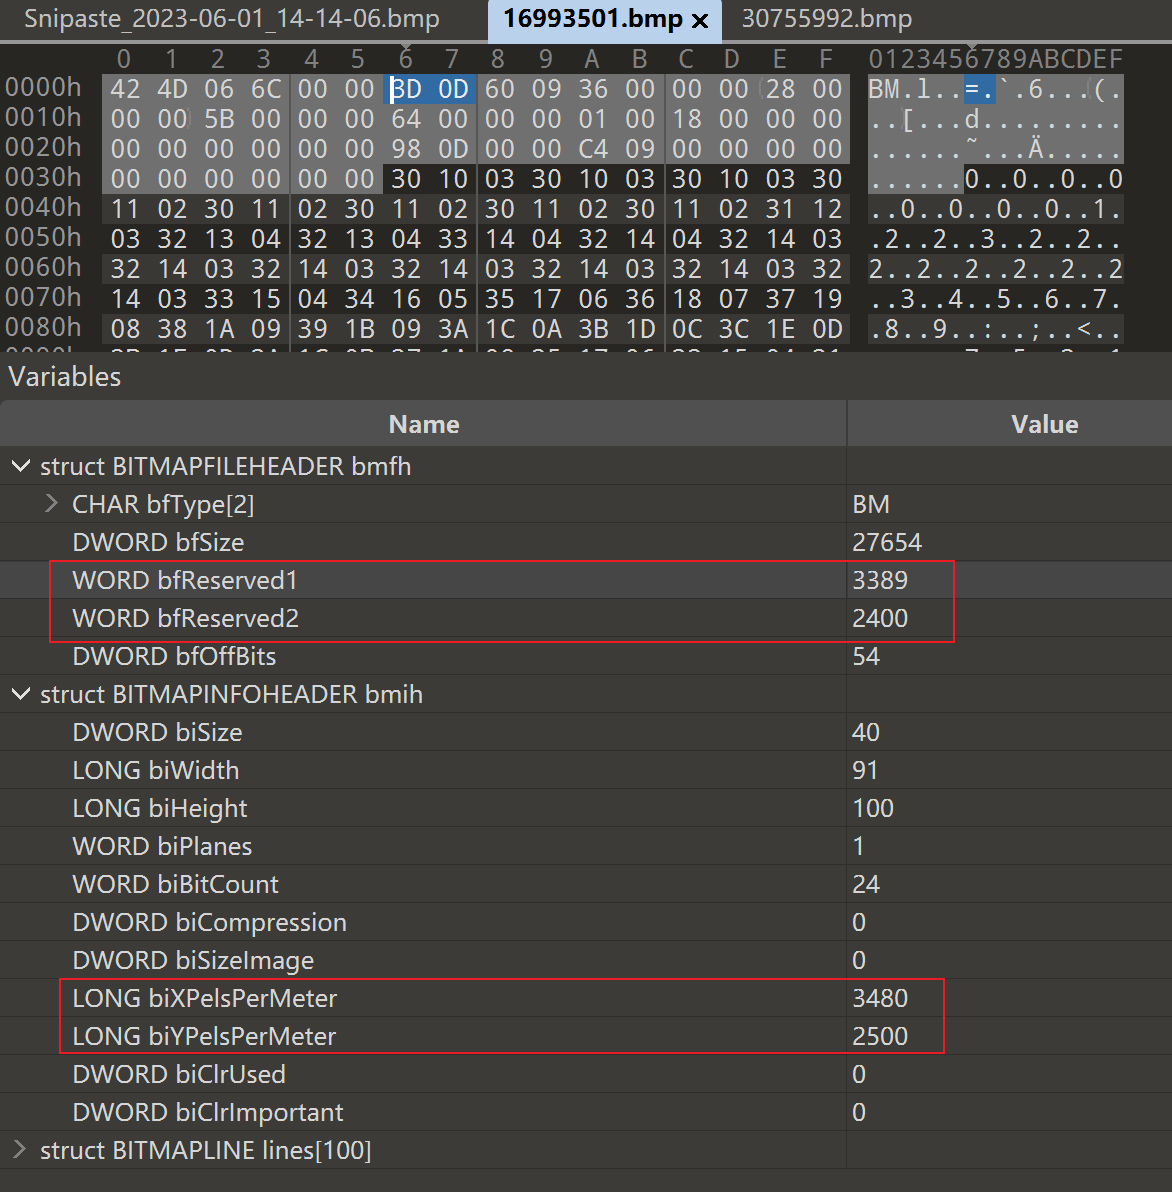 Snipaste_2023-06-01_14-14-06.bmp 16993501.bmp × 30755992.bmp
0 1 2 3 4 5 6 7 8 9 A B C D E F 0123456789ABCDEF
0000h 42 4D 06 6C 00 00 3D 0D 60 09 36 00 00 00 28 00 BM.l..=.`.6...(.
0010h 00 00 5B 00 00 00 64 00 00 00 01 00 18 00 00 00 ..[...d.........
0020h 00 00 00 00 00 00 98 0D 00 00 C4 09 00 00 00 00 ......˜...Ä.....
0030h 00 00 00 00 00 00 30 10 03 30 10 03 30 10 03 30 ......0..0..0..0
0040h 11 02 30 11 02 30 11 02 30 11 02 30 11 02 31 12 ..0..0..0..0..1.
0050h 03 32 13 04 32 13 04 33 14 04 32 14 04 32 14 03 .2..2..3..2..2..
0060h 32 14 03 32 14 03 32 14 03 32 14 03 32 14 03 32 2..2..2..2..2..2
0070h 14 03 33 15 04 34 16 05 35 17 06 36 18 07 37 19 ..3..4..5..6..7.
0080h 08 38 1A 09 39 1B 09 3A 1C 0A 3B 1D 0C 3C 1E 0D .8..9..:..;..<..
Variables
Name Value
struct BITMAPFILEHEADER bmfh
CHAR bfType[2] BM
DWORD bfSize 27654
WORD bfReserved1 3389
WORD bfReserved2 2400
DWORD bfOffBits 54
struct BITMAPINFOHEADER bmih
DWORD biSize 40
LONG biWidth 91
LONG biHeight 100
WORD biPlanes 1
WORD biBitCount 24
DWORD biCompression 0
DWORD biSizeImage 0
LONG biXPelsPerMeter 3480
LONG biYPelsPerMeter 2500
DWORD biClrUsed 0
DWORD biClrImportant 0
struct BITMAPLINE lines[100]